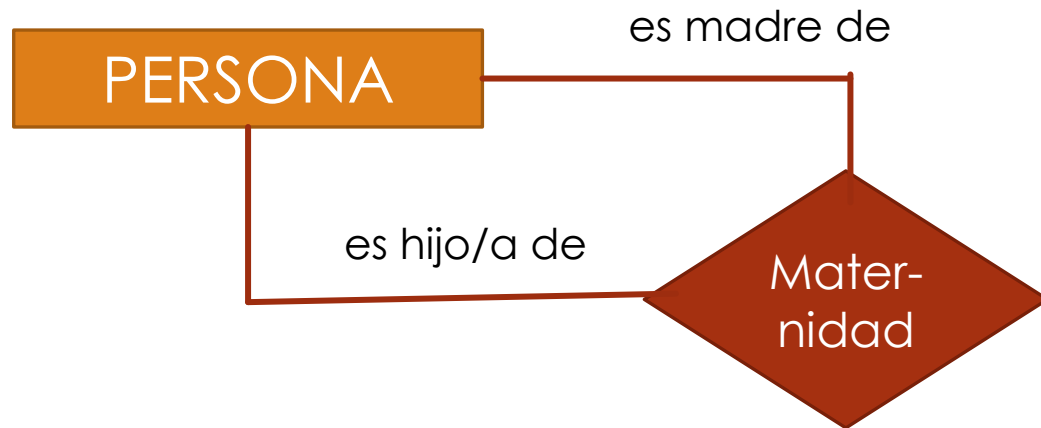 es madre de
PERSONA
es hijo/a de
Mater-
nidad